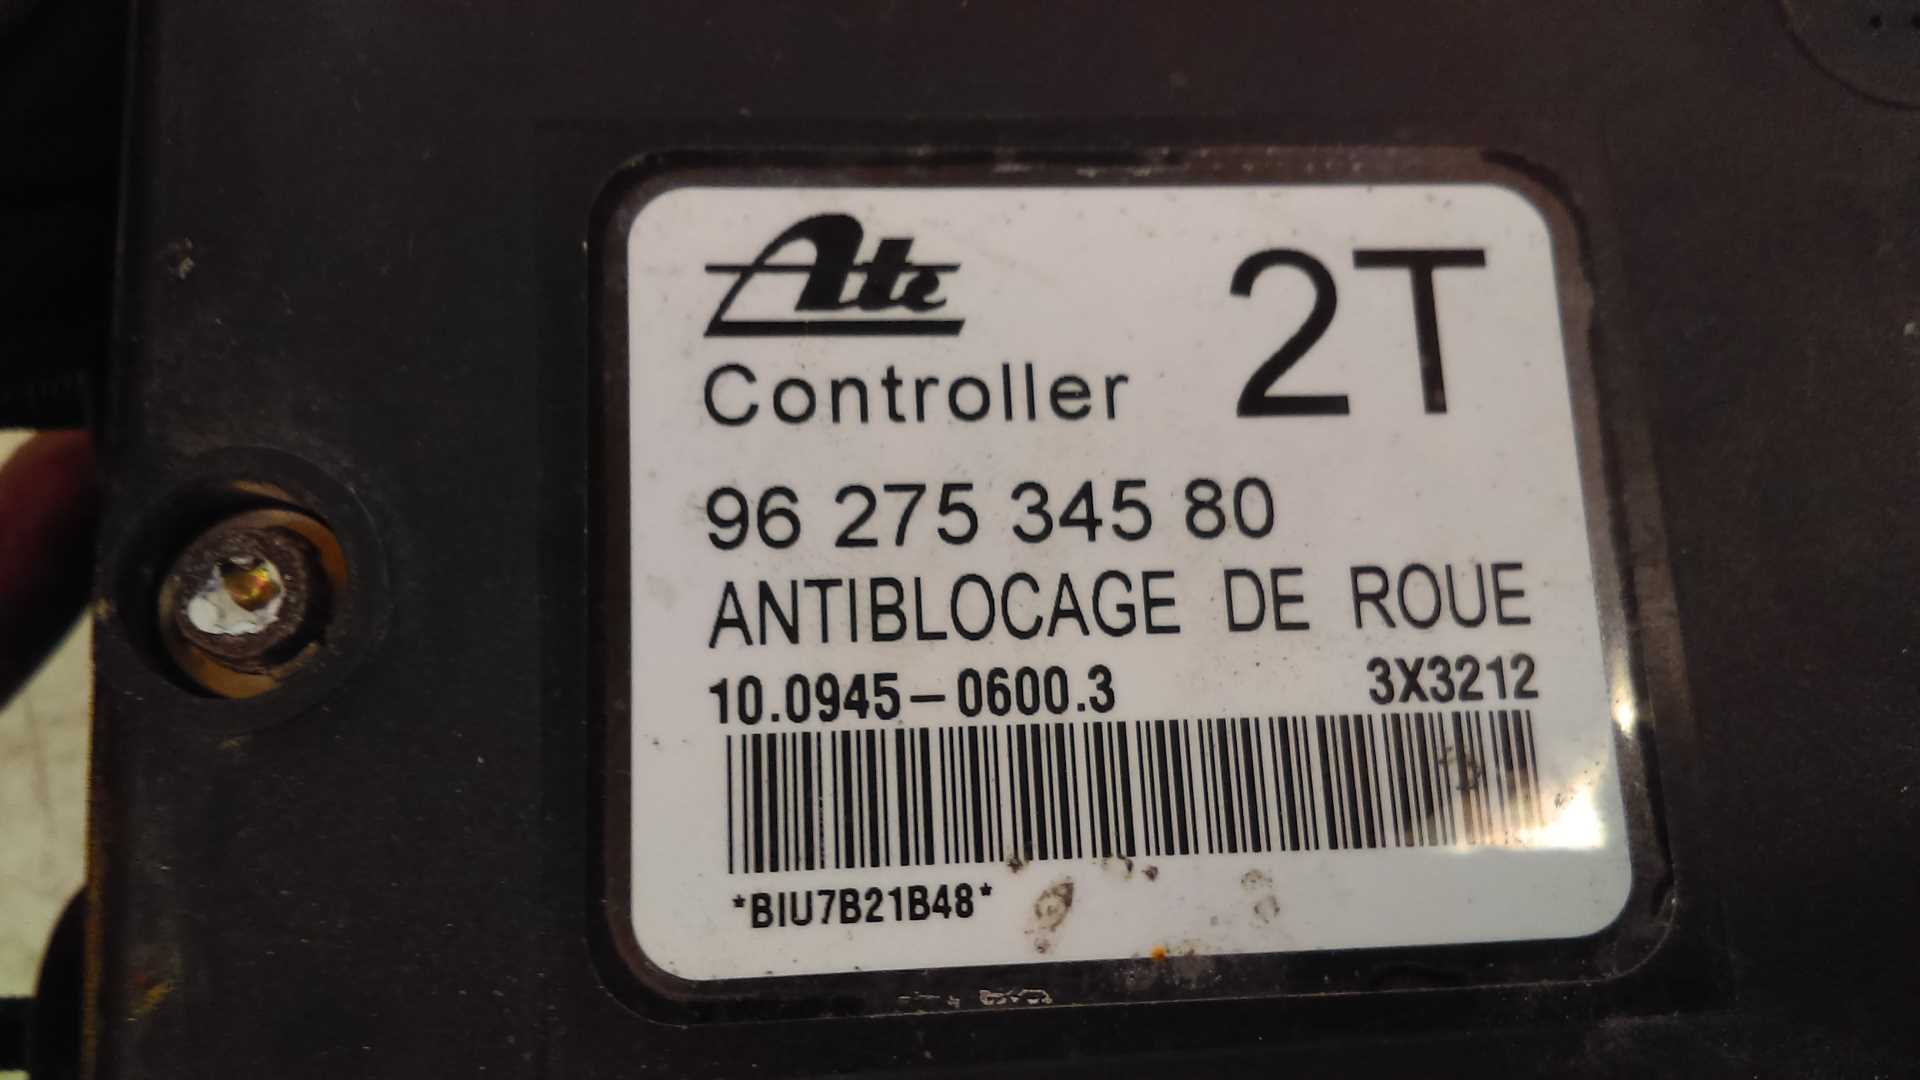 Ate 2T
Controller
96 275 345 80
ANTIBLOCAGE DE ROUE
10.0945-0600.3 3X3212
*BIU7B21B48*